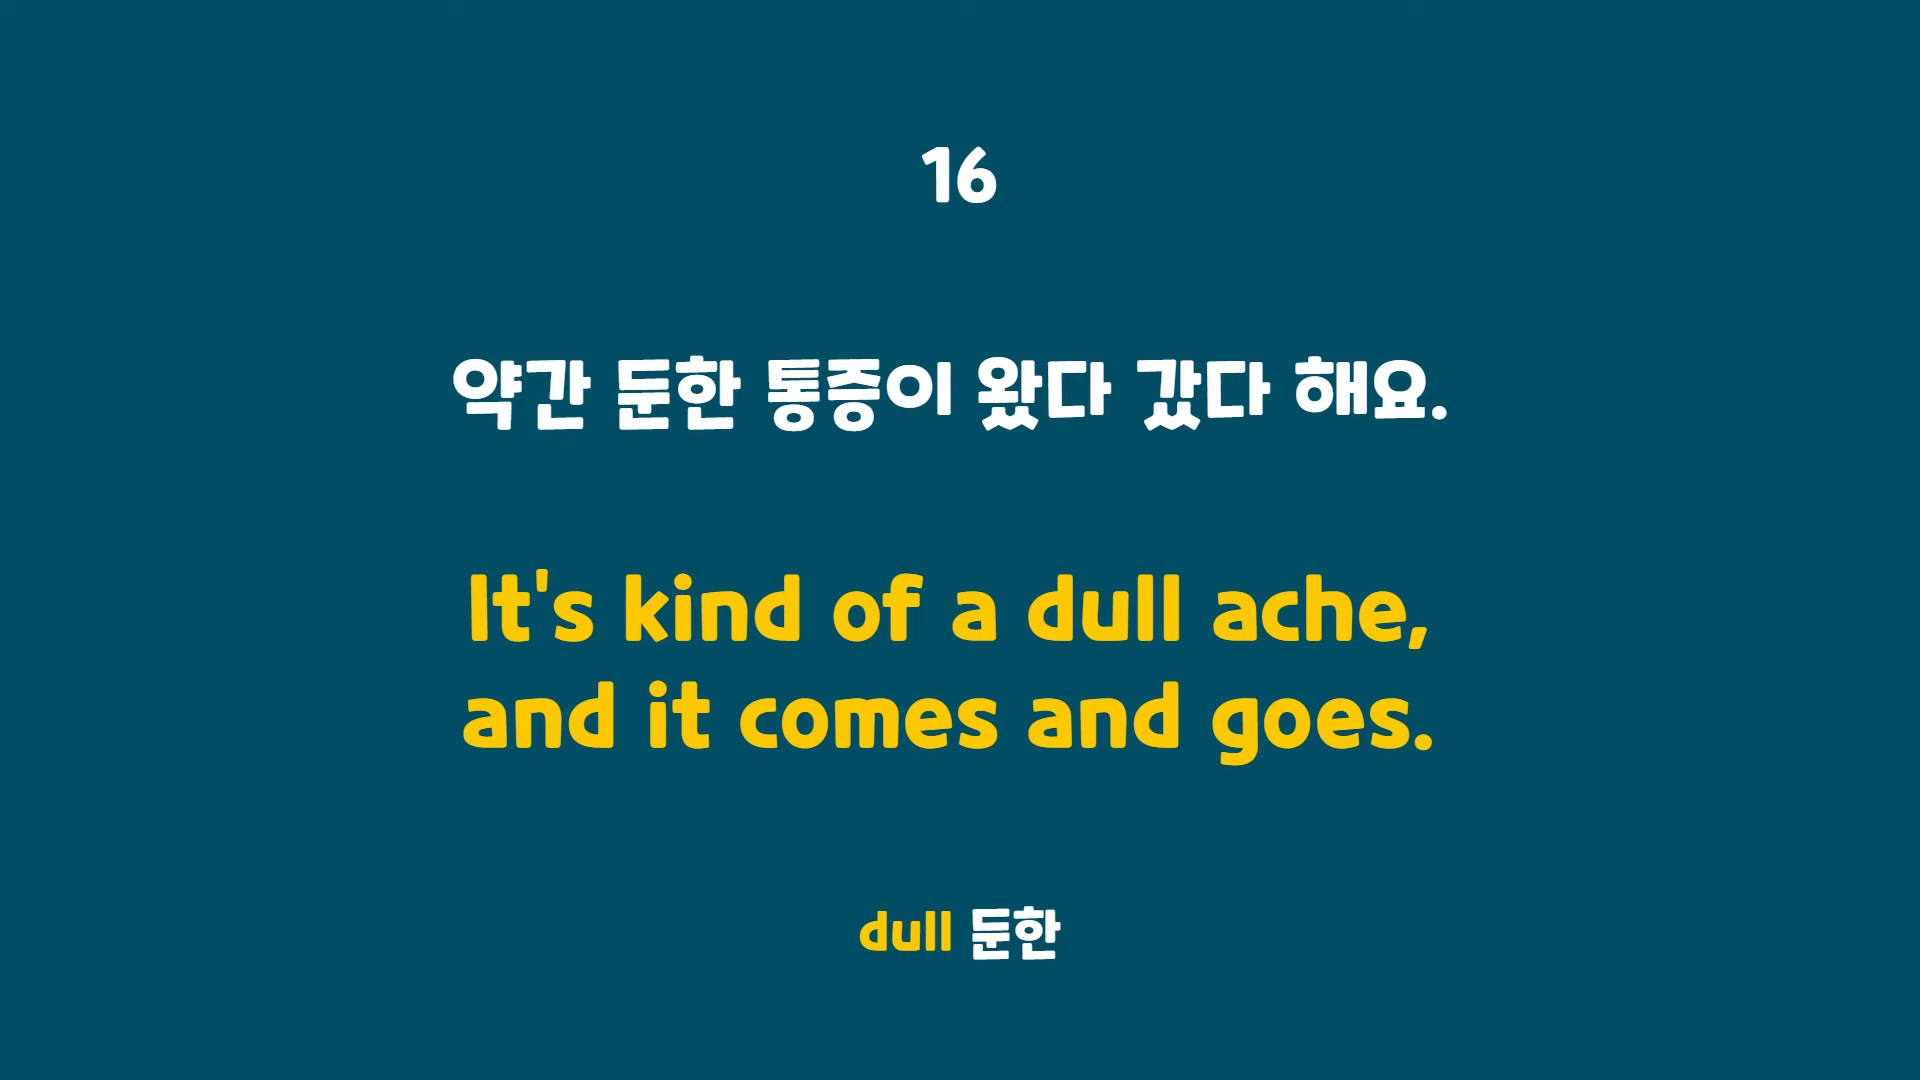 16
약간 둔한 통증이 왔다 갔다 해요.
It's kind of a dull ache,
and it comes and goes.
dull 둔한